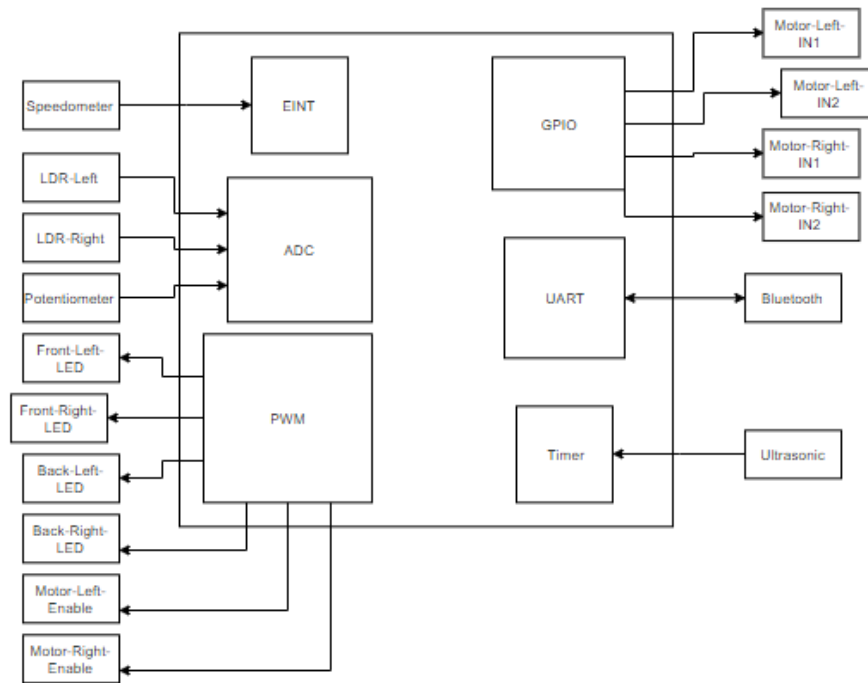 Motor-Left-
IN1
Speedometer
EINT
GPIO
Motor-Left-
IN2
Motor-Right-
IN1
LDR-Left
Motor-Right-
IN2
LDR-Right
ADC
Potentiometer
UART
Bluetooth
Front-Left-
LED
Front-Right-
LED
PWM
Back-Left-
LED
Timer
Ultrasonic
Back-Right-
LED
Motor-Left-
Enable
Motor-Right-
Enable